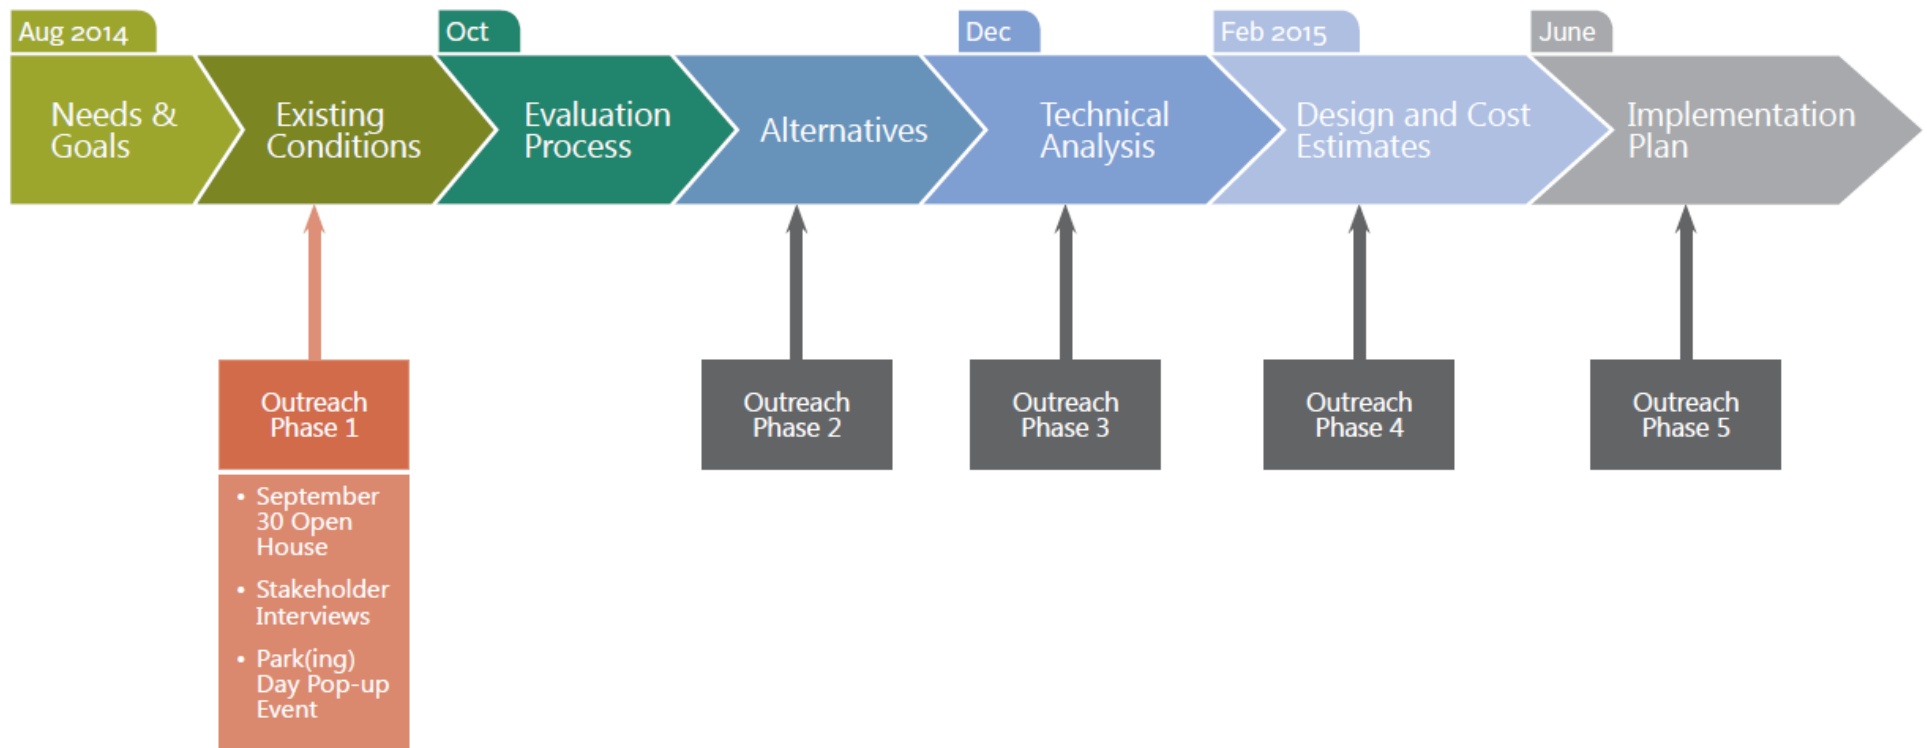 Aug 2014
Oct
Dec
Feb 2015
June
Needs &
Goals
Existing
Conditions
Evaluation
Process
Alternatives
Technical
Analysis
Design and Cost
Estimates
Implementation
Plan
Outreach
Phase 1
Outreach
Phase 2
Outreach
Phase 3
Outreach
Phase 4
Outreach
Phase 5
• September
30 Open
House
• Stakeholder
Interviews
• Park(ing)
Day Pop-up
Event